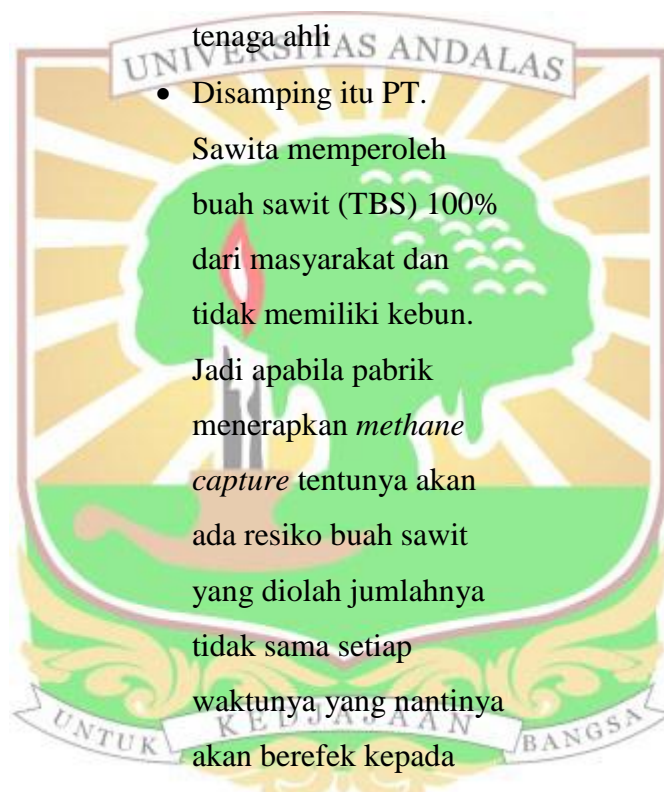 tenaga ahli
UNIVERSITAS ANDALAS
• Disamping itu PT.
Sawita memperoleh
buah sawit (TBS) 100%
dari masyarakat dan
tidak memiliki kebun.
Jadi apabila pabrik
menerapkan methane
capture tentunya akan
ada resiko buah sawit
yang diolah jumlahnya
tidak sama setiap
waktunya yang nantinya
UNTUK KEDJAJAAN BANGSA
akan berefek kepada